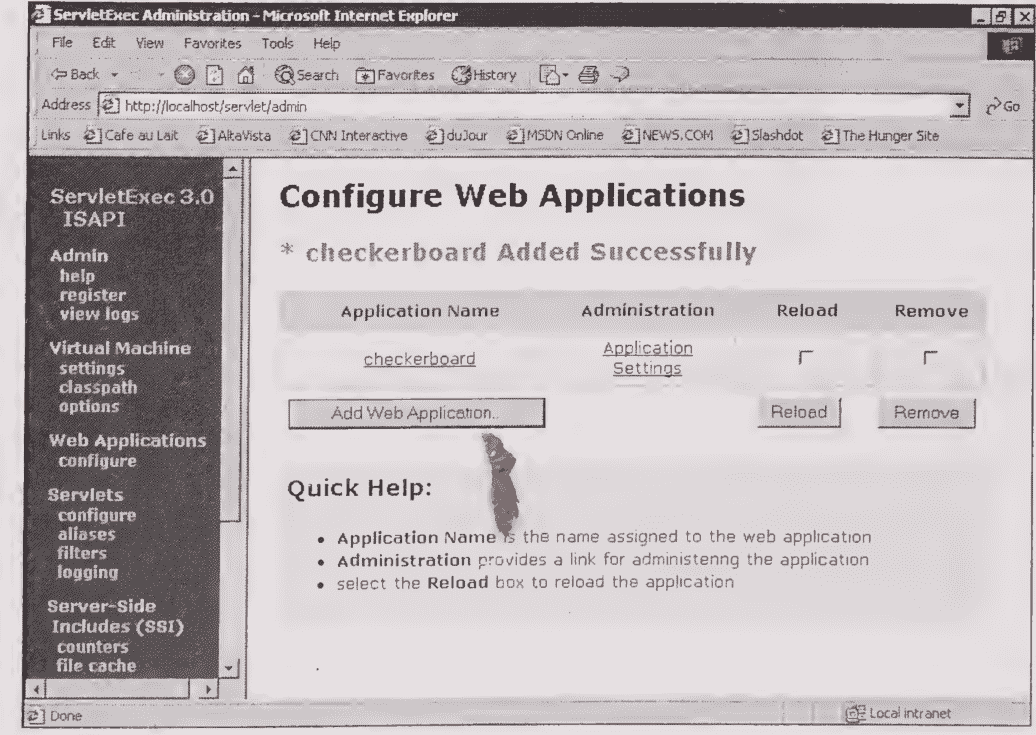 ServletExec Administration - Microsoft Internet Explorer
File Edit View Favorites Tools Help
Back Search Favorites History
Address http://localhost/servlet/admin Go
Links Cafe au Lait AltaVista CNN Interactive duJour MSDN Online NEWS.COM Slashdot The Hunger Site
ServletExec 3.0
ISAPI
Admin
help
register
view logs
Virtual Machine
settings
classpath
options
Web Applications
configure
Servlets
configure
aliases
filters
logging
Server-Side
Includes (SSI)
counters
file cache
Configure Web Applications
* checkerboard Added Successfully
Application Name Administration Reload Remove
checkerboard Application
Settings
Add Web Application.. Reload Remove
Quick Help:
• Application Name is the name assigned to the web application
• Administration provides a link for administering the application
• select the Reload box to reload the application
Done Local intranet